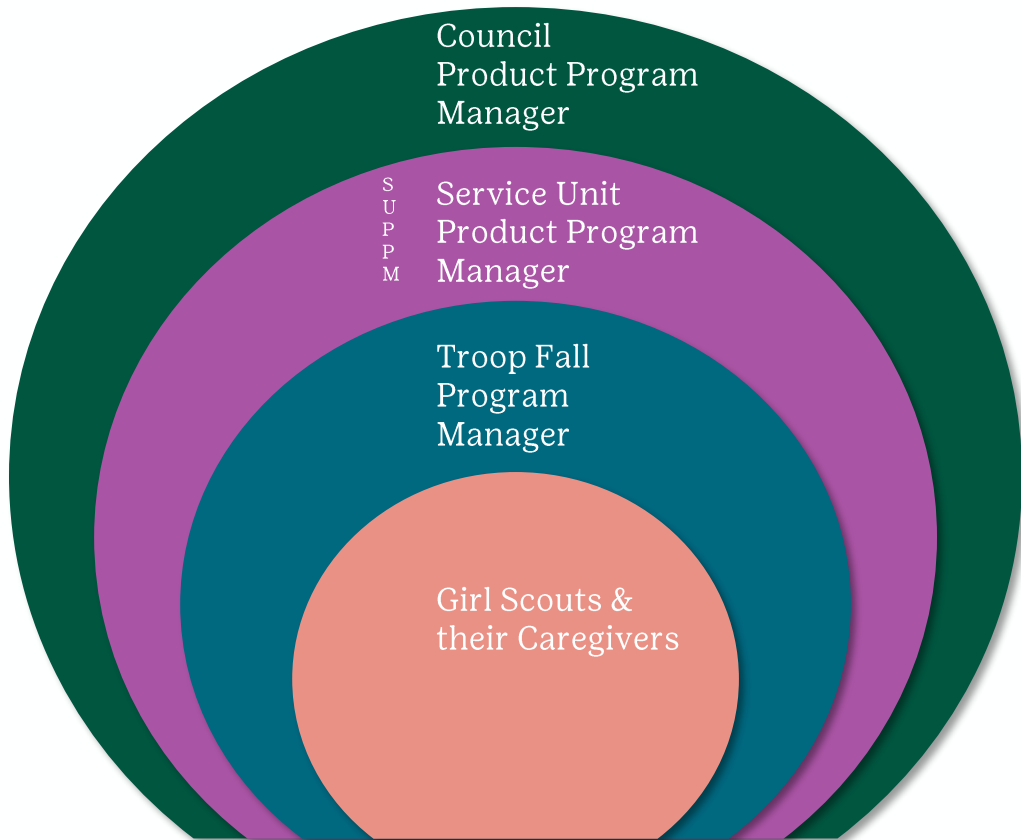 Council
Product Program
Manager
S
U
P
P
M
Service Unit
Product Program
Manager
Troop Fall
Program
Manager
Girl Scouts &
their Caregivers